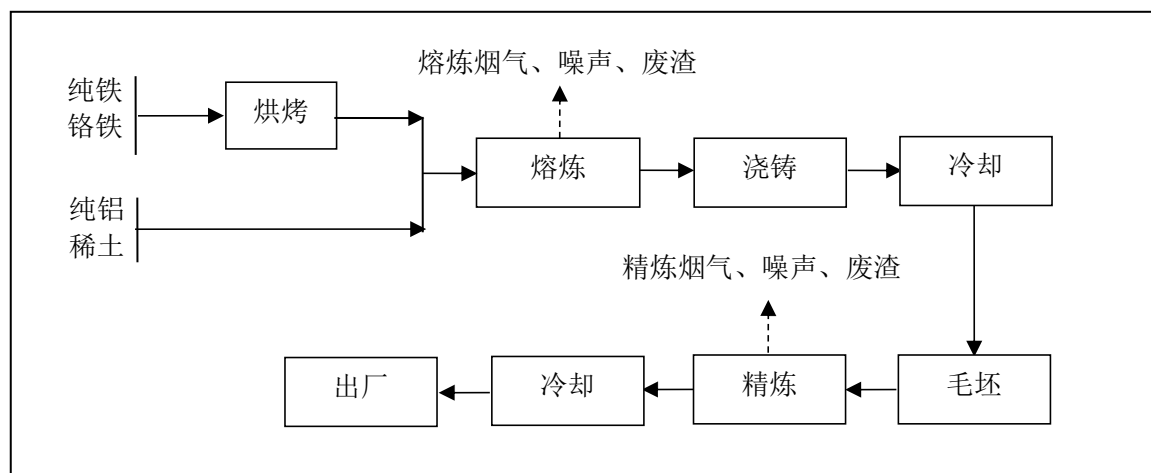 熔炼烟气、噪声、废渣
纯铁
铬铁
烘烤
熔炼
浇铸
冷却
纯铝
稀土
精炼烟气、噪声、废渣
出厂
冷却
精炼
毛坯